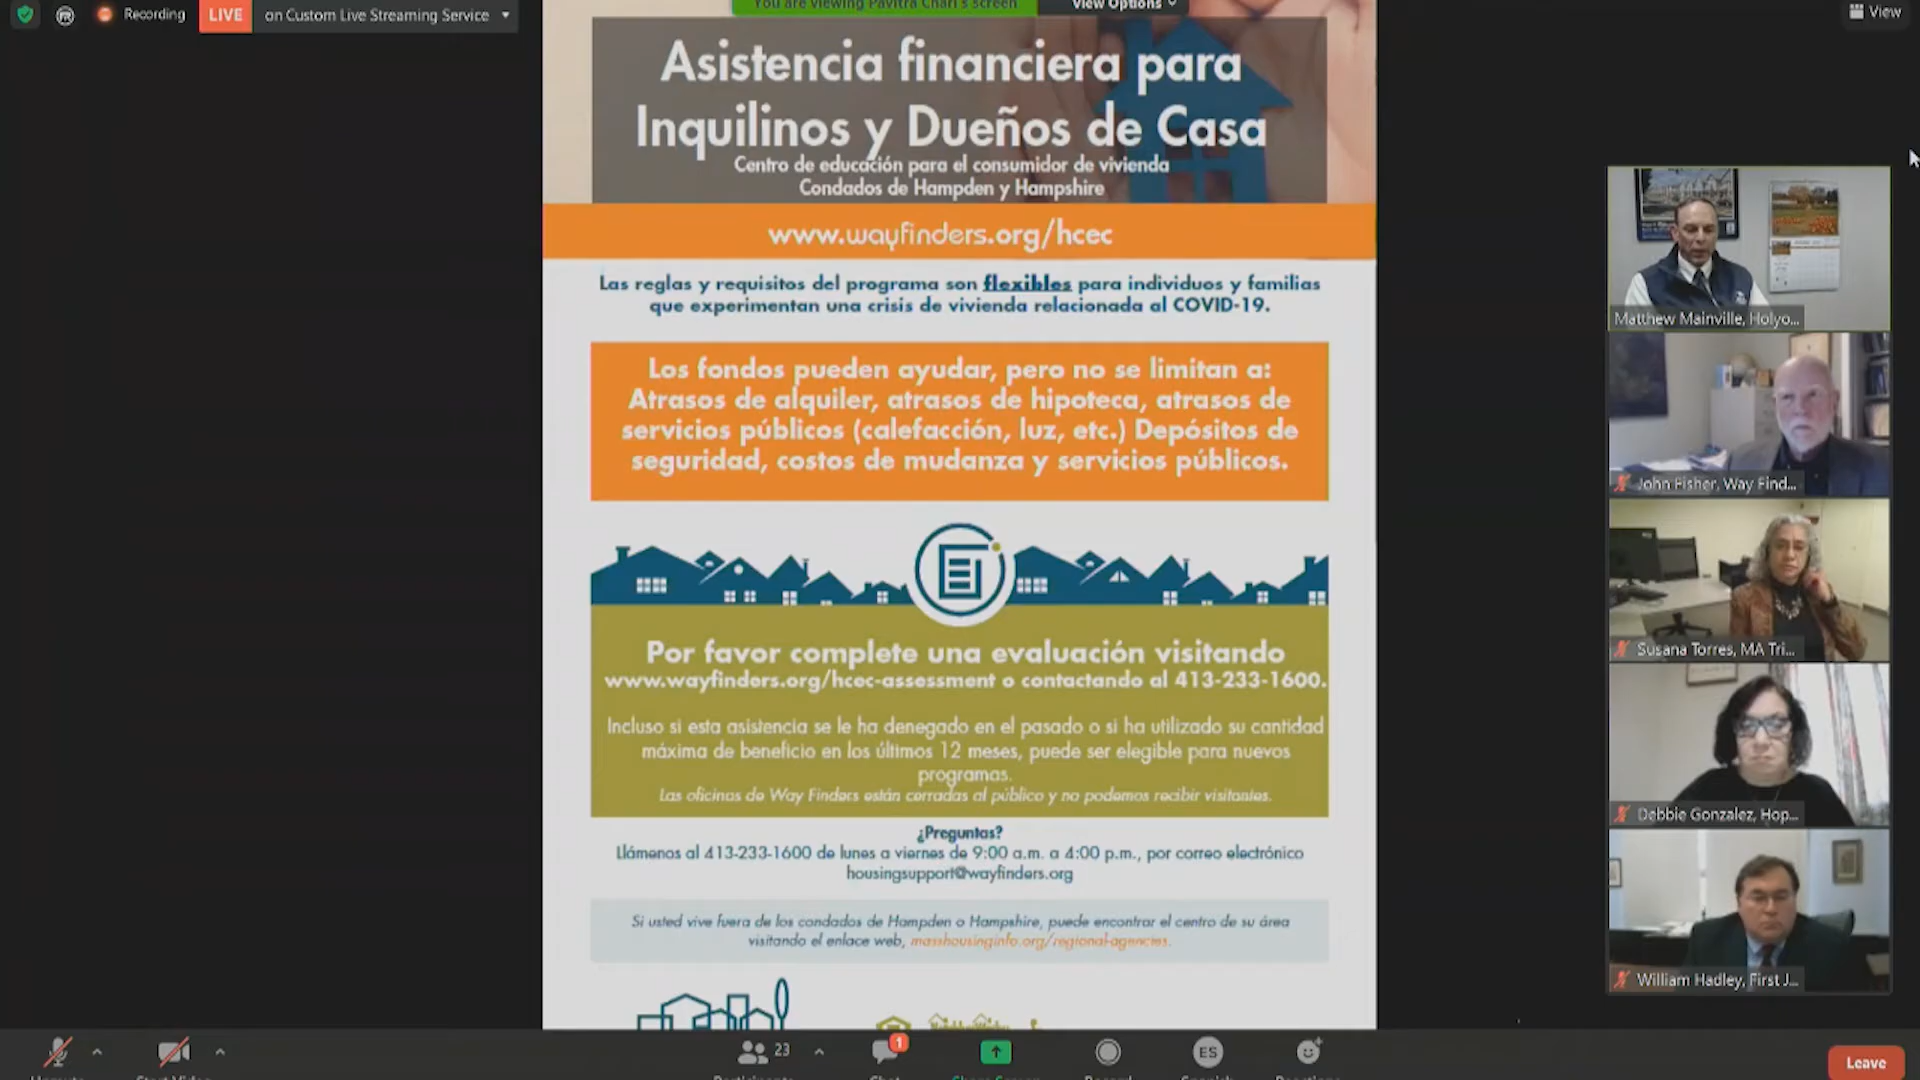 Recording
LIVE
on Custom Live Streaming Service
You are viewing Pavitra Chari's screen
View Options
View
Asistencia financiera para
Inquilinos y Dueños de Casa
Centro de educación para el consumidor de vivienda
Condados de Hampden y Hampshire
www.wayfinders.org/hcec
Las reglas y requisitos del programa son flexibles para individuos y familias
que experimentan una crisis de vivienda relacionada al COVID-19.
Los fondos pueden ayudar, pero no se limitan a:
Atrasos de alquiler, atrasos de hipoteca, atrasos de
servicios públicos (calefacción, luz, etc.) Depósitos de
seguridad, costos de mudanza y servicios públicos.
Por favor complete una evaluación visitando
www.wayfinders.org/hcec-assessment o contactando al 413-233-1600.
Incluso si esta asistencia se le ha denegado en el pasado o si ha utilizado su cantidad
máxima de beneficio en los últimos 12 meses, puede ser elegible para nuevos
programas.
Las oficinas de Way Finders están cerradas al público y no podemos recibir visitantes.
¿Preguntas?
Llámenos al 413-233-1600 de lunes a viernes de 9:00 a.m. a 4:00 p.m., por correo electrónico
housingsupport@wayfinders.org
Si usted vive fuera de los condados de Hampden o Hampshire, puede encontrar el centro de su área
visitando el enlace web, masshousinginfo.org/regional-agencies.
Matthew Mainville, Holyo...
John Fisher, Way Find...
Susana Torres, MA Tri...
Debbie Gonzalez, Hop...
William Hadley, First J...
23
1
ES
Leave